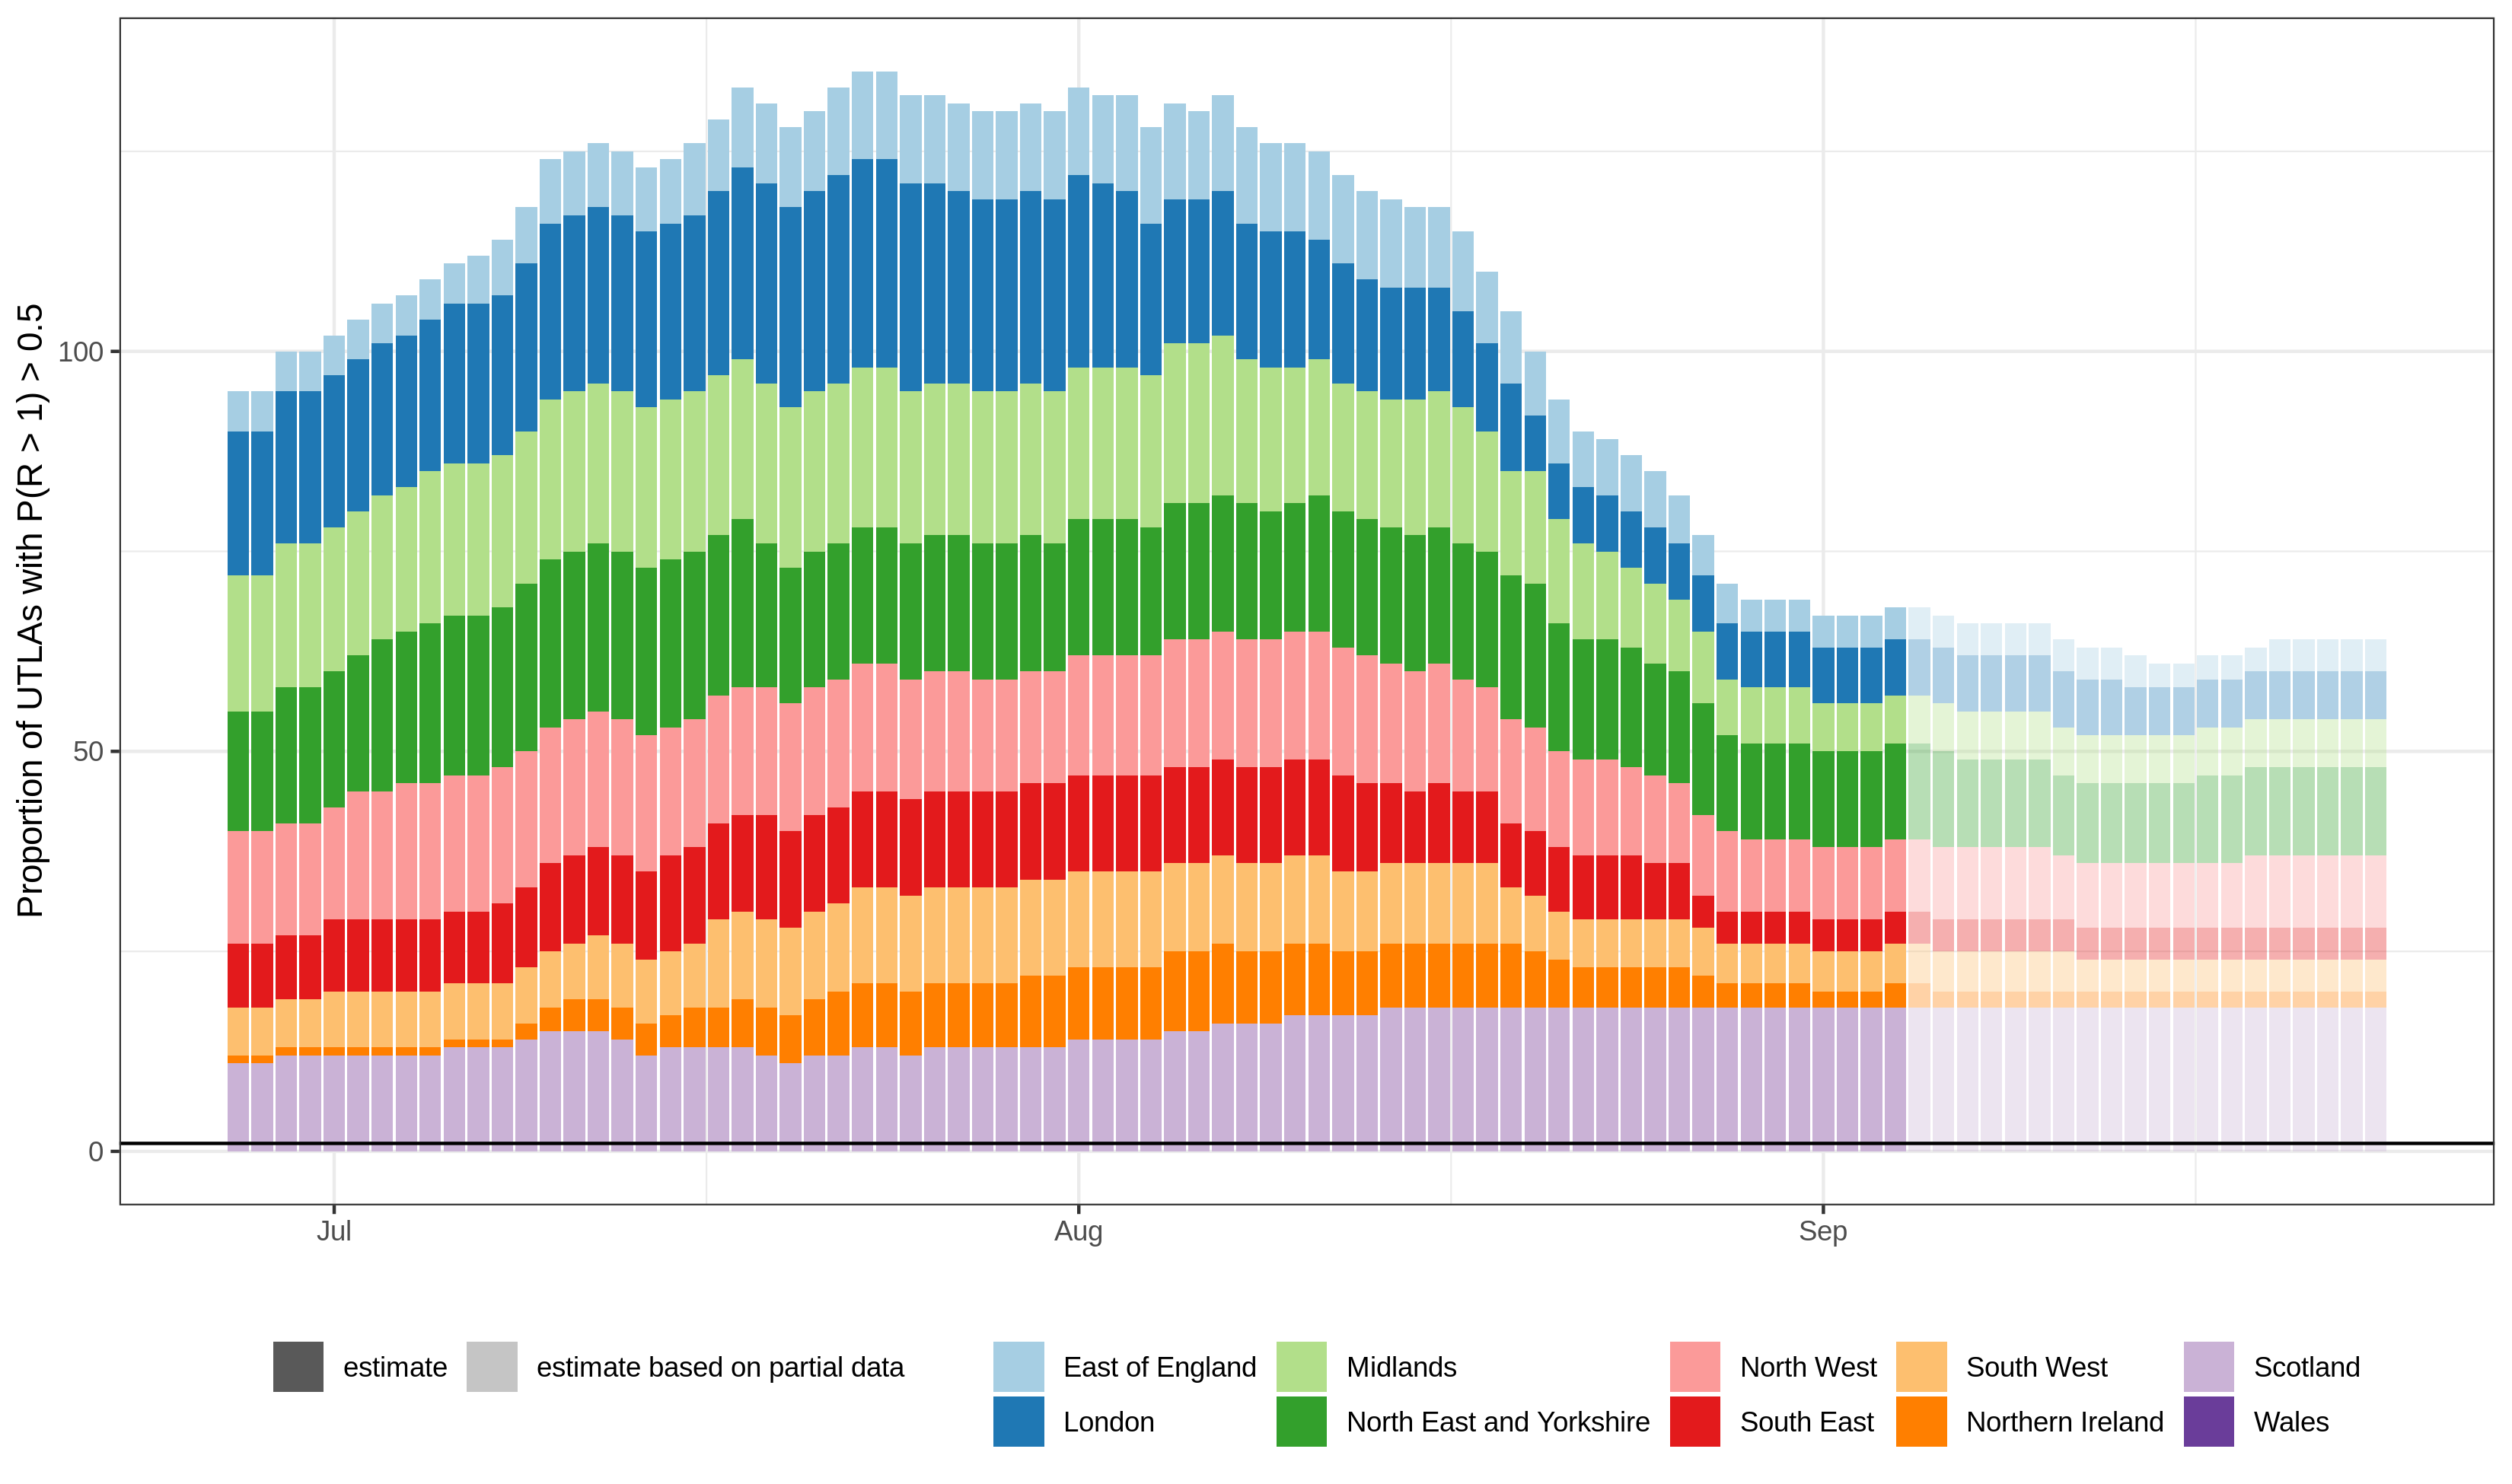 Proportion of UTLAs with P(R > 1) > 0.5
100
50
0
Jul Aug Sep
estimate estimate based on partial data East of England Midlands North West South West Scotland
London North East and Yorkshire South East Northern Ireland Wales